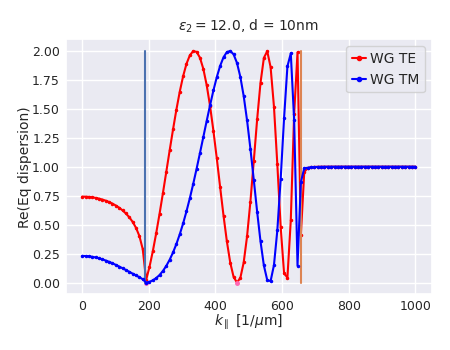 ε₂ = 12.0, d = 10nm
Re(Eq dispersion)
2.00
1.75
1.50
1.25
1.00
0.75
0.50
0.25
0.00
WG TE
WG TM
0 200 400 600 800 1000
k∥ [1/μm]